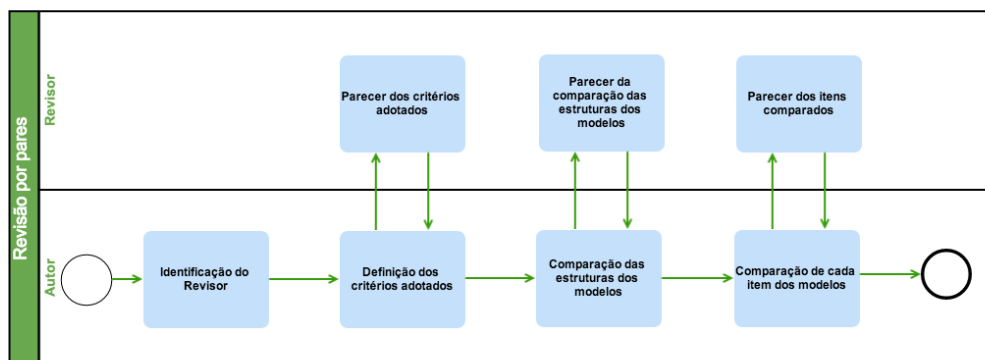 Revisão por pares
Revisor
Parecer dos critérios
adotados
Parecer da
comparação das
estruturas dos
modelos
Parecer dos itens
comparados
Autor
Identificação do
Revisor
Definição dos
critérios adotados
Comparação das
estruturas dos
modelos
Comparação de cada
item dos modelos